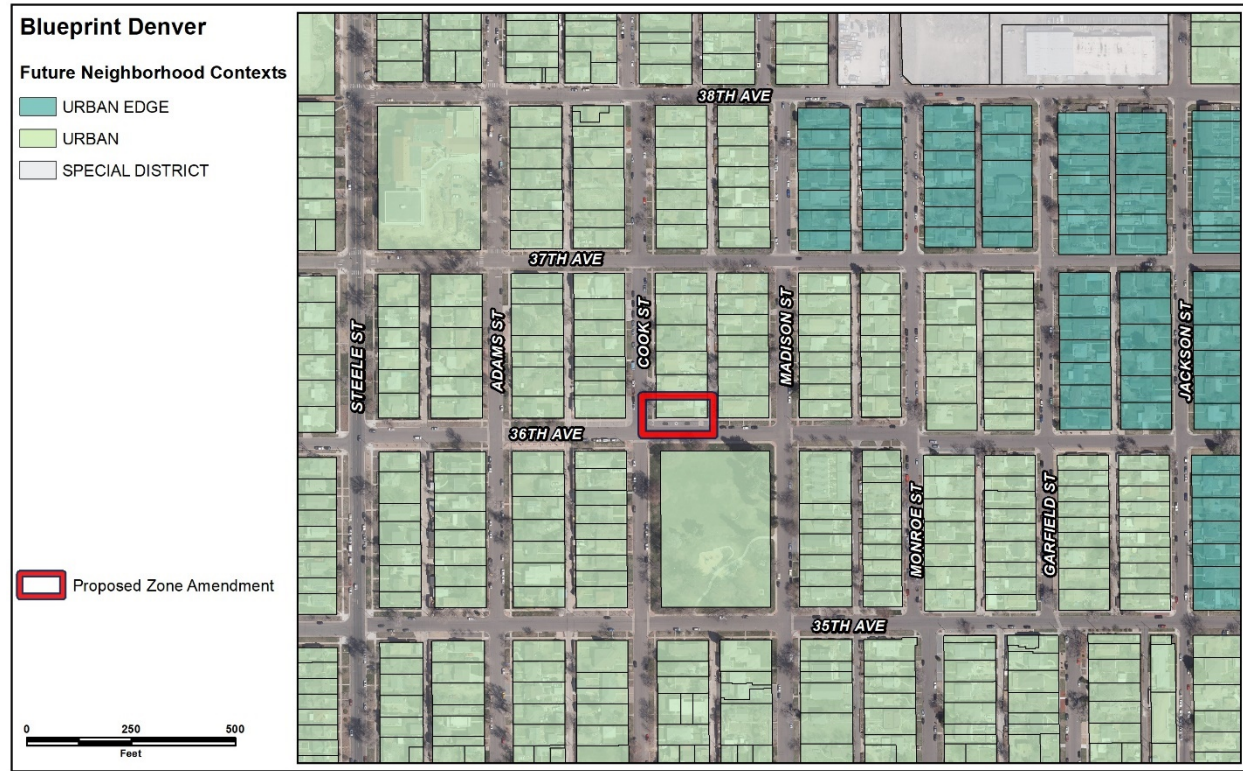 Blueprint Denver
Future Neighborhood Contexts
URBAN EDGE
URBAN
SPECIAL DISTRICT
Proposed Zone Amendment
0 250 500
Feet
38TH AVE
37TH AVE
STEELE ST
ADAMS ST
COOK ST
MADISON ST
JACKSON ST
36TH AVE
MONROE ST
GARFIELD ST
35TH AVE